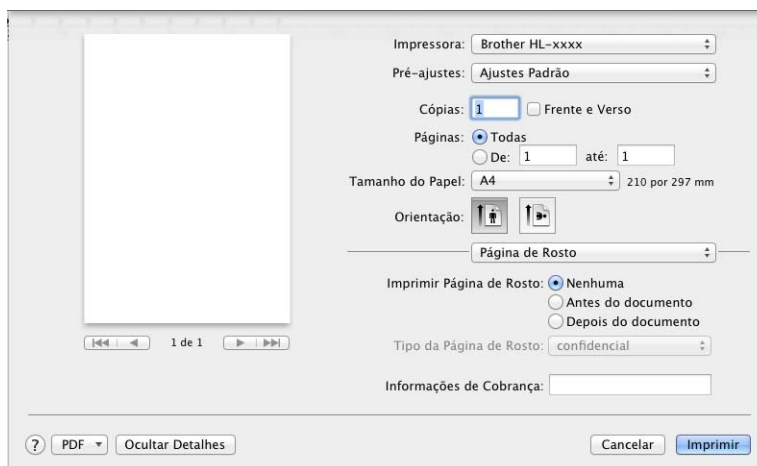 Impressora: Brother HL-xxxx
Pré-ajustes: Ajustes Padrão
Cópias: 1 Frente e Verso
Páginas: Todas
De: 1 até: 1
Tamanho do Papel: A4 210 por 297 mm
Orientação:
Página de Rosto
Imprimir Página de Rosto: Nenhuma
Antes do documento
Depois do documento
1 de 1
Tipo da Página de Rosto: confidencial
Informações de Cobrança:
? PDF Ocultar Detalhes Cancelar Imprimir